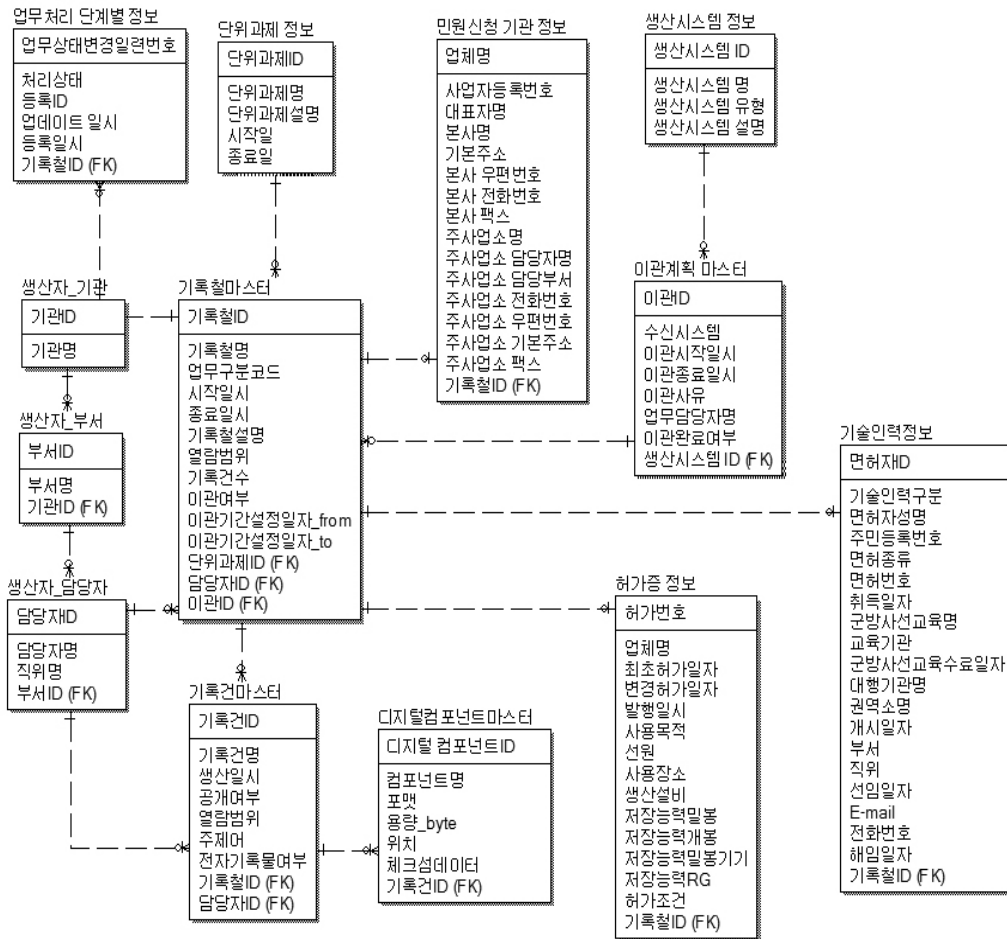 업무처리 단계별 정보
업무상태변경일련번호
처리상태
등록ID
업데이트 일시
등록일시
기록철ID (FK)
단위과제 정보
단위과제ID
단위과제명
단위과제설명
시작일
종료일
민원신청 기관 정보
업체명
사업자등록번호
대표자명
본사명
기본주소
본사 우편번호
본사 전화번호
본사 팩스
주사업소명
주사업소 담당자명
주사업소 담당부서
주사업소 전화번호
주사업소 우편번호
주사업소 기본주소
주사업소 팩스
기록철ID (FK)
생산시스템 정보
생산시스템 ID
생산시스템 명
생산시스템 유형
생산시스템 설명
생산자_기관
기관ID
기관명
기록철마스터
기록철ID
기록철명
업무구분코드
시작일시
종료일시
기록철설명
열람범위
기록건수
이관여부
이관기간설정일자_from
이관기간설정일자_to
단위과제ID (FK)
담당자ID (FK)
이관ID (FK)
이관계획 마스터
이관ID
수신시스템
이관시작일시
이관종료일시
이관사유
업무담당자명
이관완료여부
생산시스템 ID (FK)
생산자_부서
부서ID
부서명
기관ID (FK)
기술인력정보
면허재ID
기술인력구분
면허자성명
주민등록번호
면허종류
면허번호
취득일자
군방사선교육명
교육기관
군방사선교육수료일자
대행기관명
권역소명
개시일자
부서
직위
선임일자
E-mail
전화번호
해임일자
기록철ID (FK)
생산자_담당자
담당재ID
담당자명
직위명
부서ID (FK)
허가증 정보
허가번호
업체명
최초허가일자
변경허가일자
발행일시
사용목적
선원
사용장소
생산설비
저장능력밀봉
저장능력개봉
저장능력밀봉기기
저장능력RG
허가조건
기록철ID (FK)
기록건마스터
기록건ID
기록건명
생산일시
공개여부
열람범위
주제어
전자기록물여부
기록철ID (FK)
담당자ID (FK)
디지털컴포넌트마스터
디지털 컴포넌트ID
컴포넌트명
포맷
용량_byte
위치
체크섬데이터
기록건ID (FK)